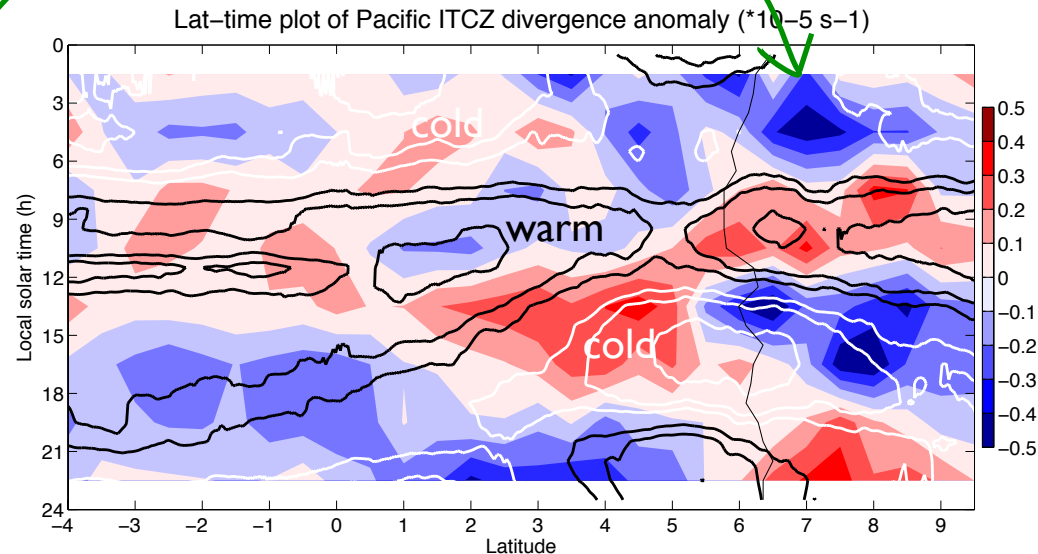 Lat−time plot of Pacific ITCZ divergence anomaly (*10−5 s−1)
Local solar time (h)
0
3
6
9
12
15
18
21
24
cold
warm
cold
−4 −3 −2 −1 0 1 2 3 4 5 6 7 8 9
Latitude
0.5
0.4
0.3
0.2
0.1
0
−0.1
−0.2
−0.3
−0.4
−0.5